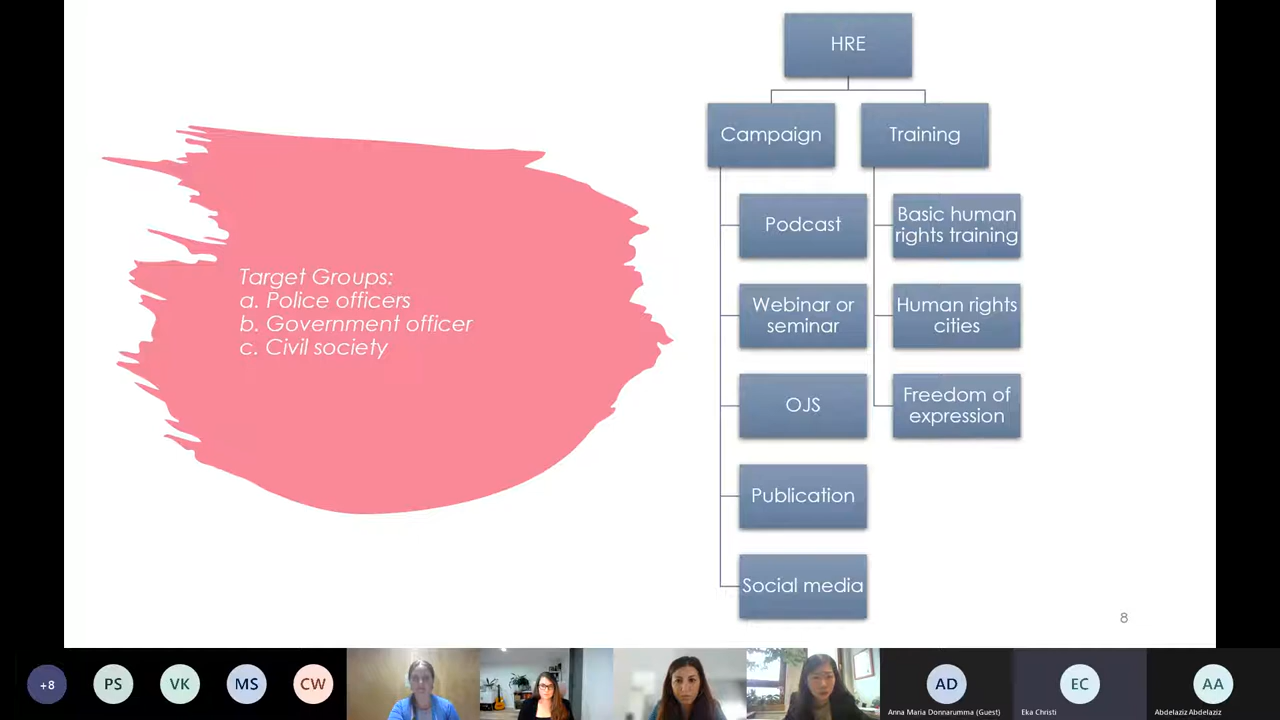 HRE
Campaign
Training
Podcast
Basic human
rights training
Webinar or
seminar
Human rights
cities
OJS
Freedom of
expression
Publication
Social media
Target Groups:
a. Police officers
b. Government officer
c. Civil society
8
+8
PS
VK
MS
CW
AD
Anna Maria Donnarumma (Guest)
EC
Eka Christi
AA
Abdelaziz Abdelaziz